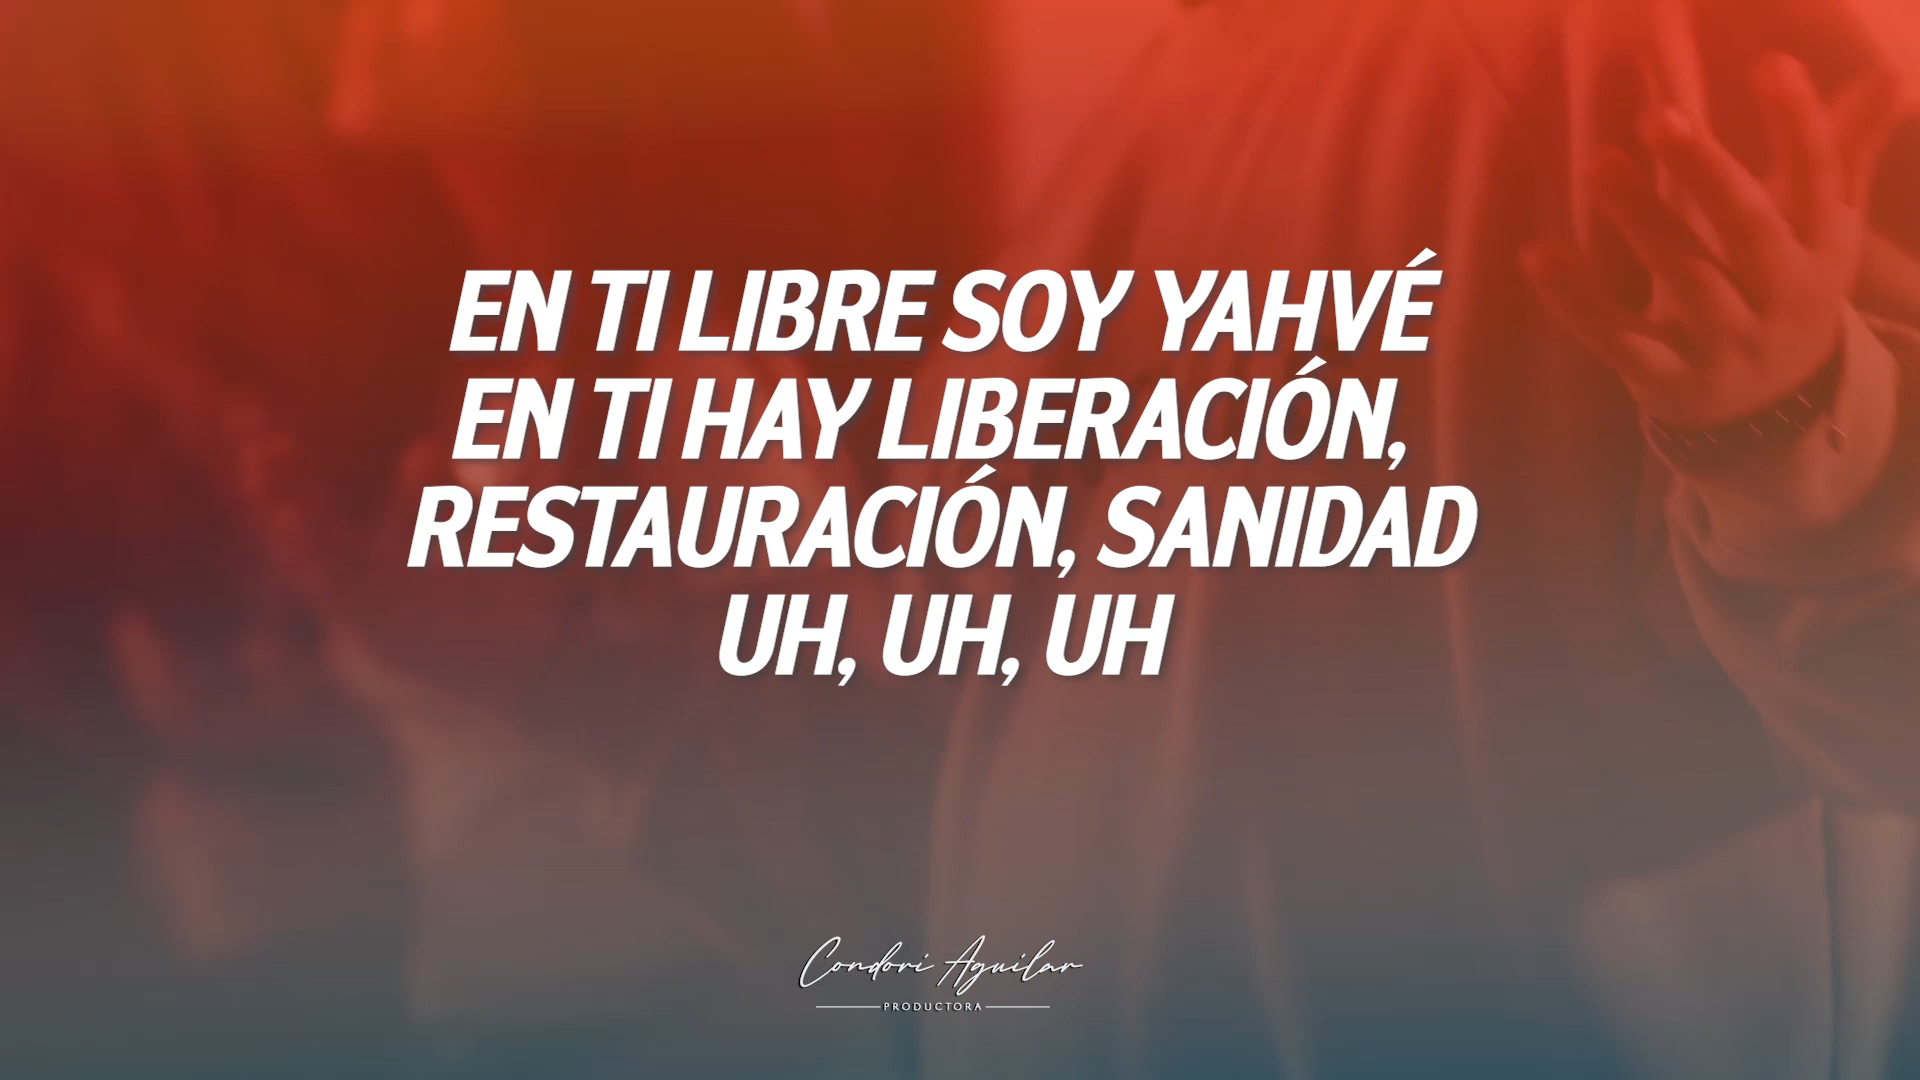 EN TI LIBRE SOY YAHVÉ
EN TI HAY LIBERACIÓN,
RESTAURACIÓN, SANIDAD
UH, UH, UH
Condori Aguilar
PRODUCTORA